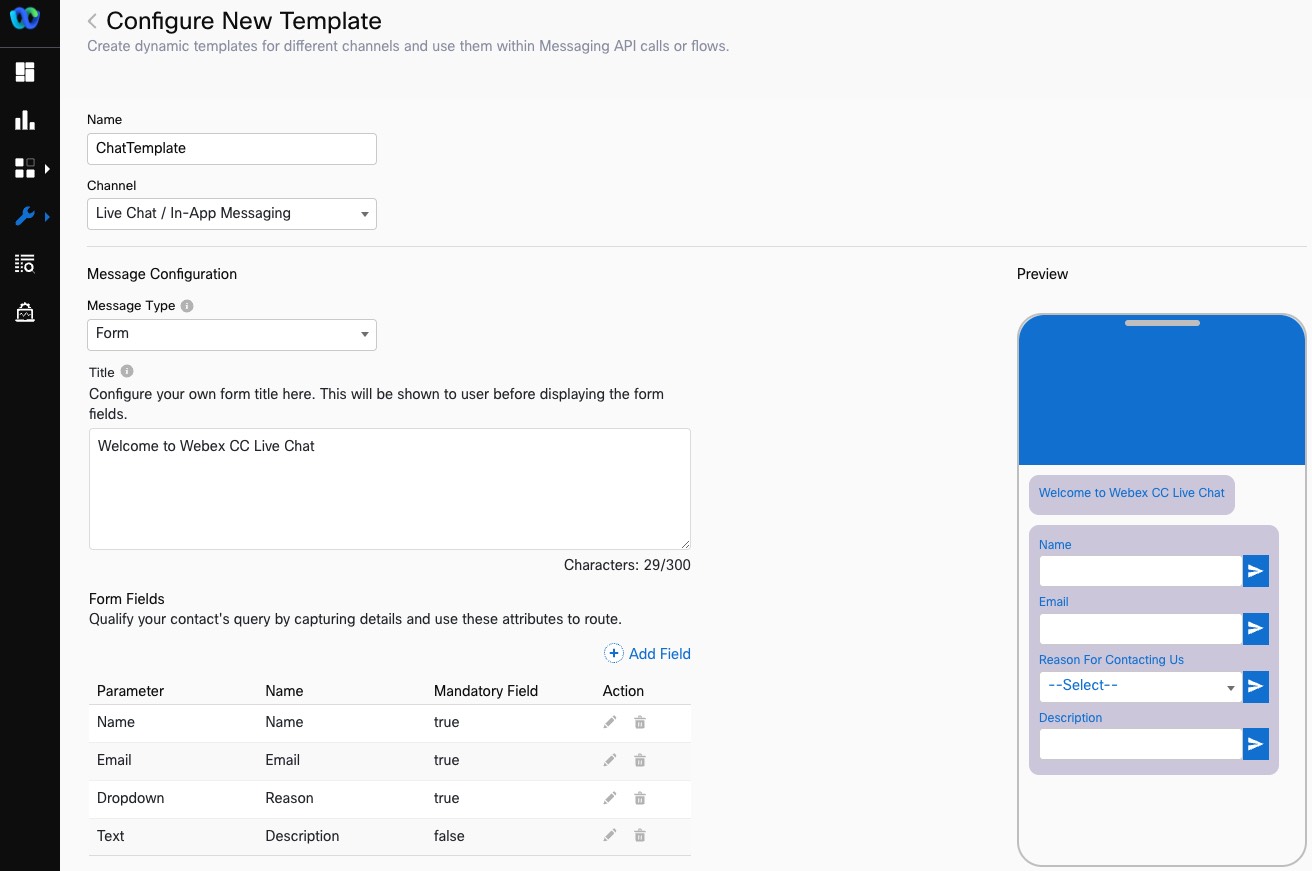 Configure New Template
Create dynamic templates for different channels and use them within Messaging API calls or flows.
Name
ChatTemplate
Channel
Live Chat / In-App Messaging
Message Configuration
Message Type
Form
Title
Configure your own form title here. This will be shown to user before displaying the form
fields.
Welcome to Webex CC Live Chat
Characters: 29/300
Form Fields
Qualify your contact's query by capturing details and use these attributes to route.
Add Field
Parameter Name Mandatory Field Action
Name Name true
Email Email true
Dropdown Reason true
Text Description false
Preview
Welcome to Webex CC Live Chat
Name
Email
Reason For Contacting Us
--Select--
Description